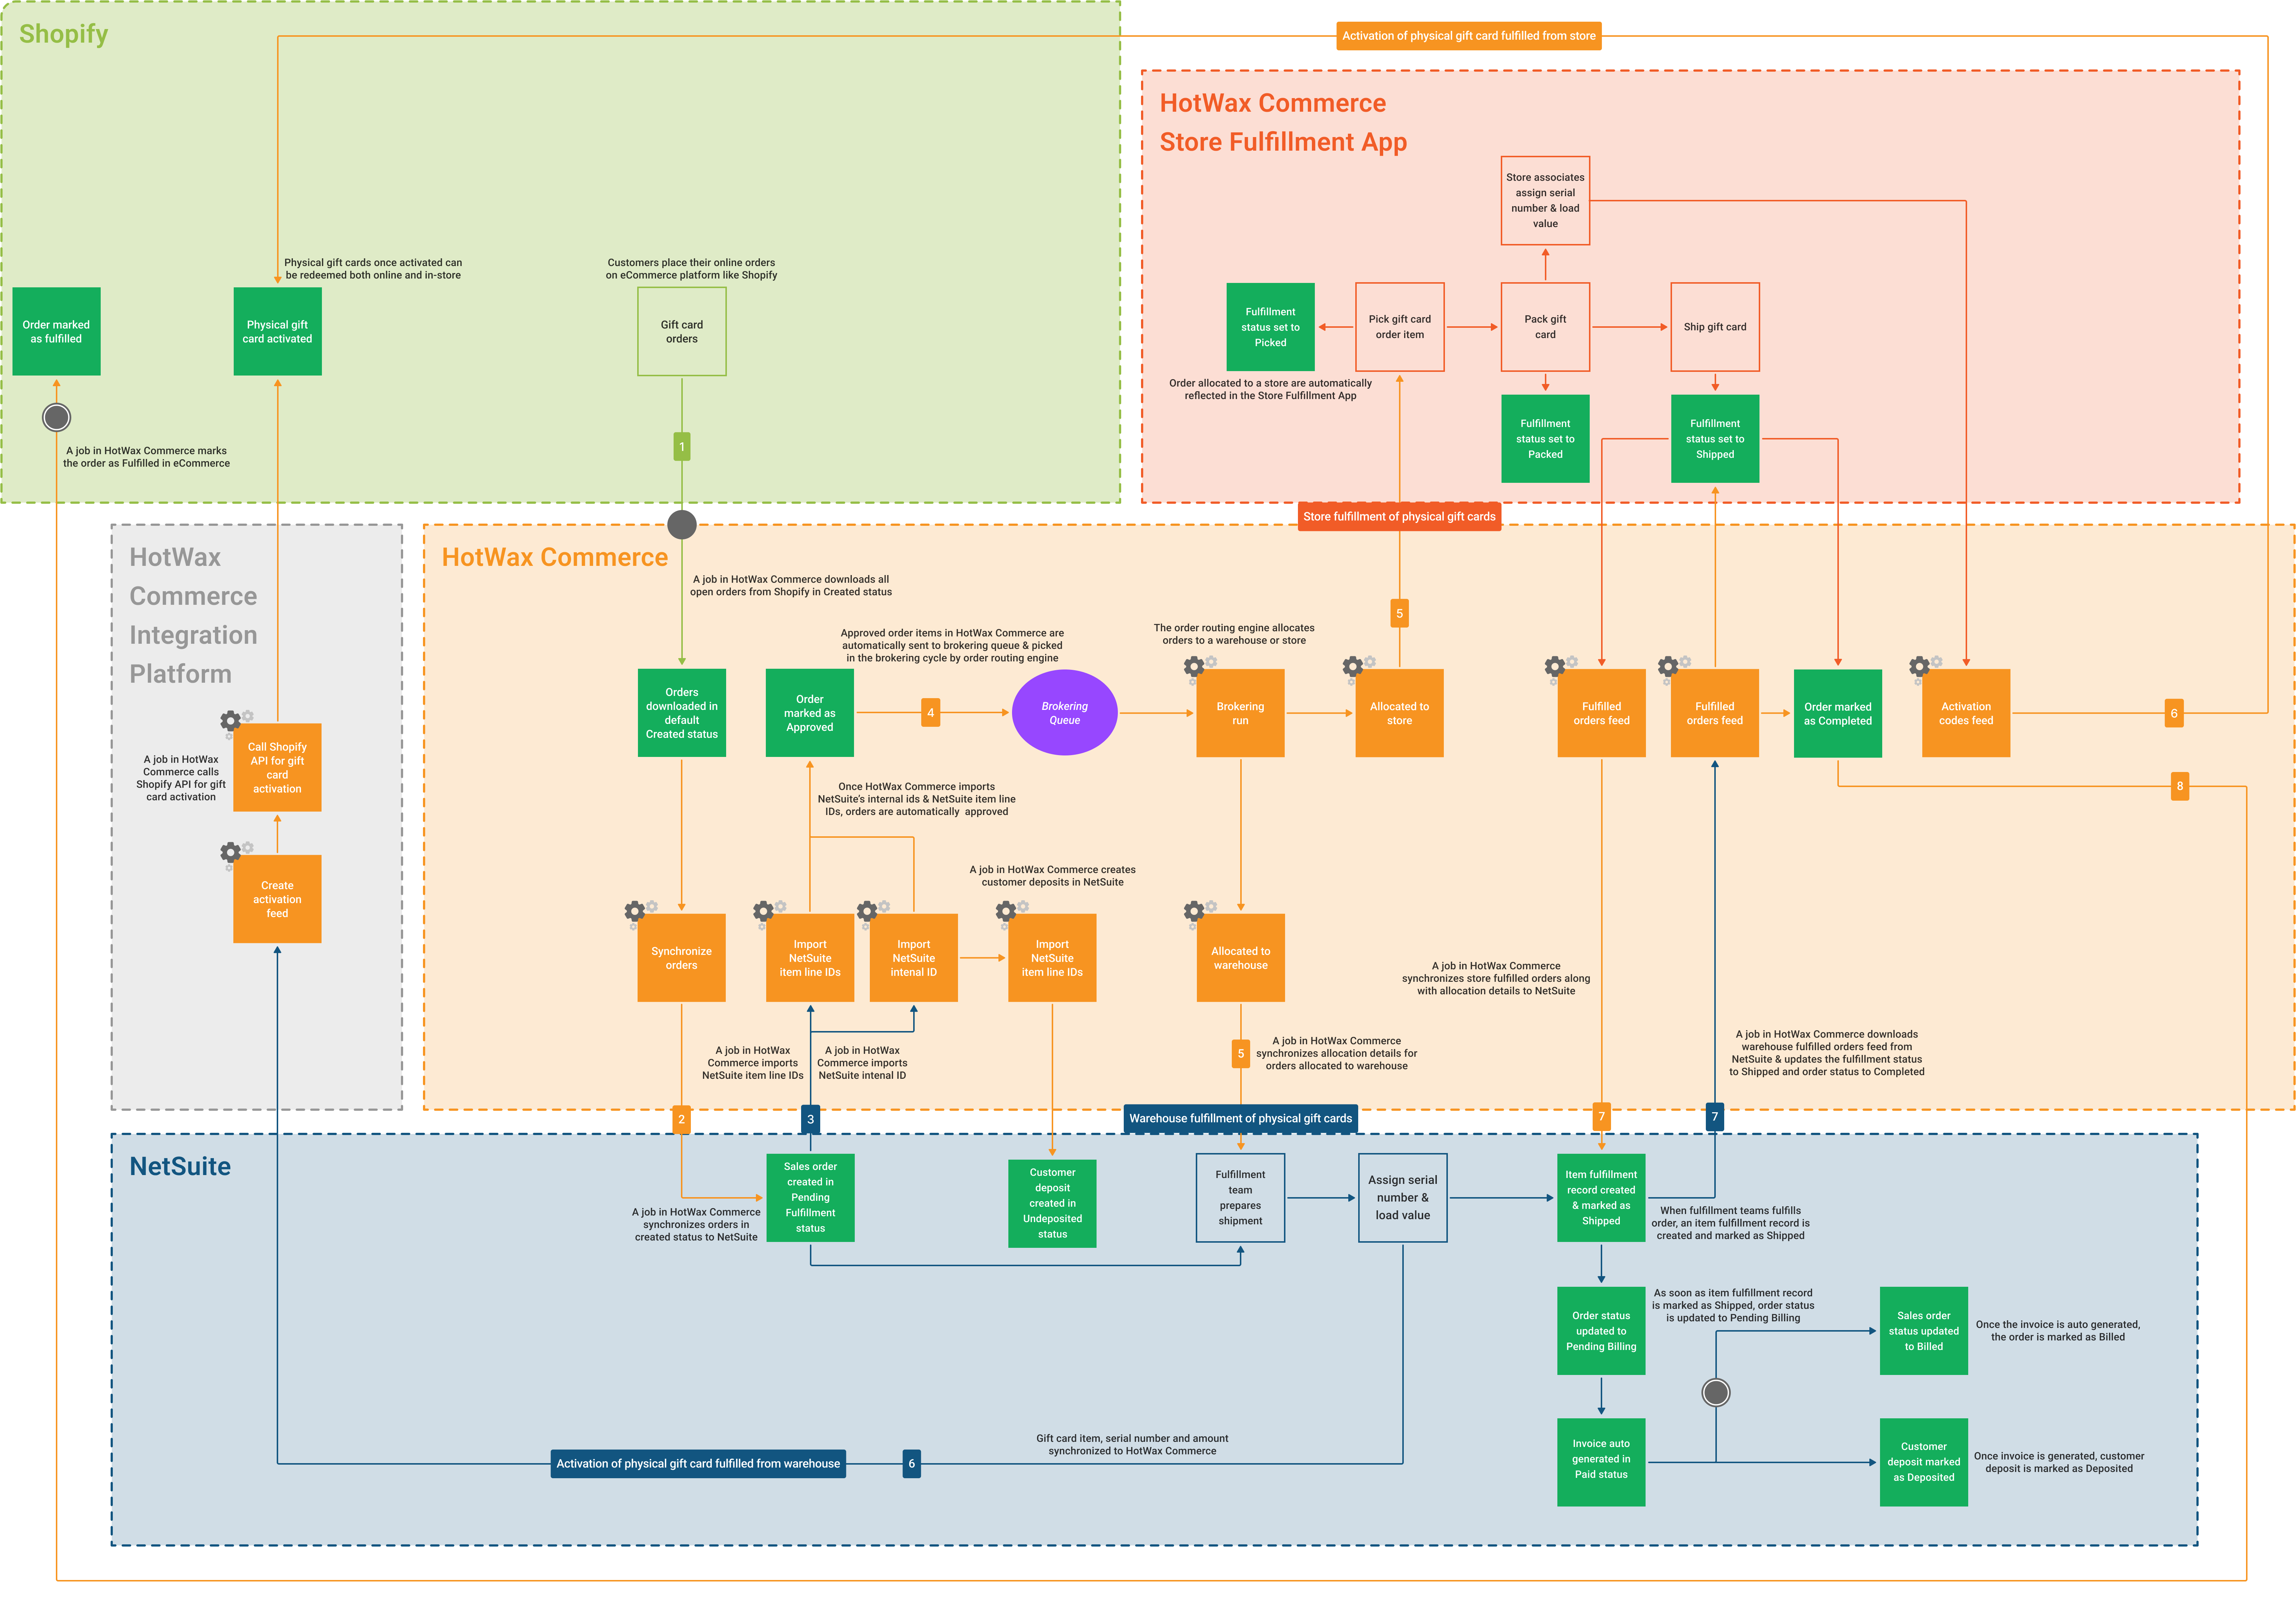 Shopify
Activation of physical gift card fulfilled from store
HotWax Commerce
Store Fulfillment App
Store associates
assign serial
number & load
value
Physical gift cards once activated can
be redeemed both online and in-store
Customers place their online orders
on eCommerce platform like Shopify
Order marked
as fulfilled
Physical gift
card activated
Gift card
orders
Fulfillment
status set to
Picked
Pick gift card
order item
Pack gift
card
Ship gift card
Order allocated to a store are automatically
reflected in the Store Fulfillment App
Fulfillment
status set to
Packed
Fulfillment
status set to
Shipped
A job in HotWax Commerce marks
the order as Fulfilled in eCommerce
1
Store fulfillment of physical gift cards
HotWax
Commerce
Integration
Platform
HotWax Commerce
A job in HotWax Commerce downloads all
open orders from Shopify in Created status
5
Approved order items in HotWax Commerce are
automatically sent to brokering queue & picked
in the brokering cycle by order routing engine
The order routing engine allocates
orders to a warehouse or store
Orders
downloaded in
default
Created status
Order
marked as
Approved
4
Brokering
Queue
Brokering
run
Allocated to
store
Fulfilled
orders feed
Fulfilled
orders feed
Order marked
as Completed
Activation
codes feed
6
8
A job in HotWax
Commerce calls
Shopify API for gift
card activation
Call Shopify
API for gift
card
activation
Once HotWax Commerce imports
NetSuite's internal ids & NetSuite item line
IDs, orders are automatically approved
A job in HotWax Commerce creates
customer deposits in NetSuite
Create
activation
feed
Synchronize
orders
Import
NetSuite
item line IDs
Import
NetSuite
intenal ID
Import
NetSuite
item line IDs
Allocated to
warehouse
A job in HotWax Commerce
synchronizes store fulfilled orders along
with allocation details to NetSuite
A job in HotWax
Commerce imports
NetSuite item line IDs
A job in HotWax
Commerce imports
NetSuite intenal ID
5
A job in HotWax Commerce
synchronizes allocation details for
orders allocated to warehouse
A job in HotWax Commerce downloads
warehouse fulfilled orders feed from
NetSuite & updates the fulfillment status
to Shipped and order status to Completed
2
3
Warehouse fulfillment of physical gift cards
7
7
NetSuite
Sales order
created in
Pending
Fulfillment
status
Customer
deposit
created in
Undeposited
status
Fulfillment
team
prepares
shipment
Assign serial
number &
load value
Item fulfillment
record created
& marked as
Shipped
A job in HotWax Commerce
synchronizes orders in
created status to NetSuite
When fulfillment teams fulfills
order, an item fulfillment record is
created and marked as Shipped
As soon as item fulfillment record
is marked as Shipped, order status
is updated to Pending Billing
Order status
updated to
Pending Billing
Sales order
status updated
to Billed
Once the invoice is auto generated,
the order is marked as Billed
Gift card item, serial number and amount
synchronized to HotWax Commerce
Activation of physical gift card fulfilled from warehouse
6
Invoice auto
generated in
Paid status
Customer
deposit marked
as Deposited
Once invoice is generated, customer
deposit is marked as Deposited